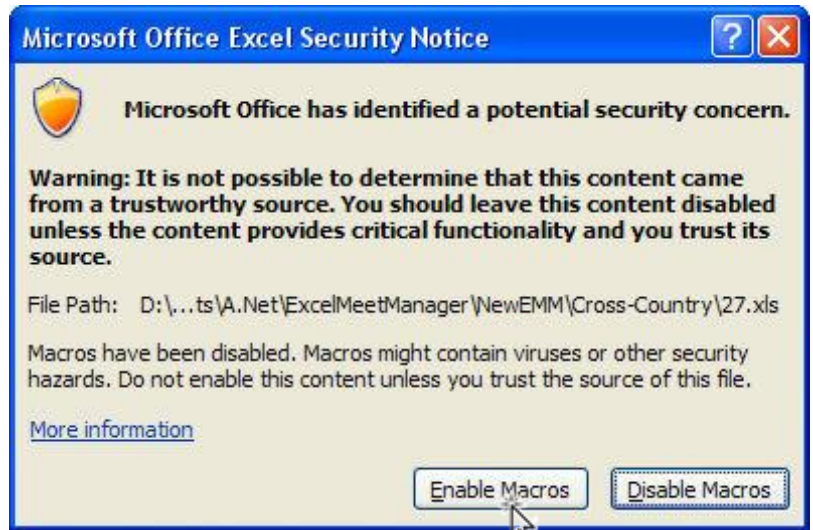 Microsoft Office Excel Security Notice
Microsoft Office has identified a potential security concern.
Warning: It is not possible to determine that this content came
from a trustworthy source. You should leave this content disabled
unless the content provides critical functionality and you trust its
source.
File Path: D:\...ts\A.Net\ExcelMeetManager\NewEMM\Cross-Country\27.xls
Macros have been disabled. Macros might contain viruses or other security
hazards. Do not enable this content unless you trust the source of this file.
More information
Enable Macros Disable Macros